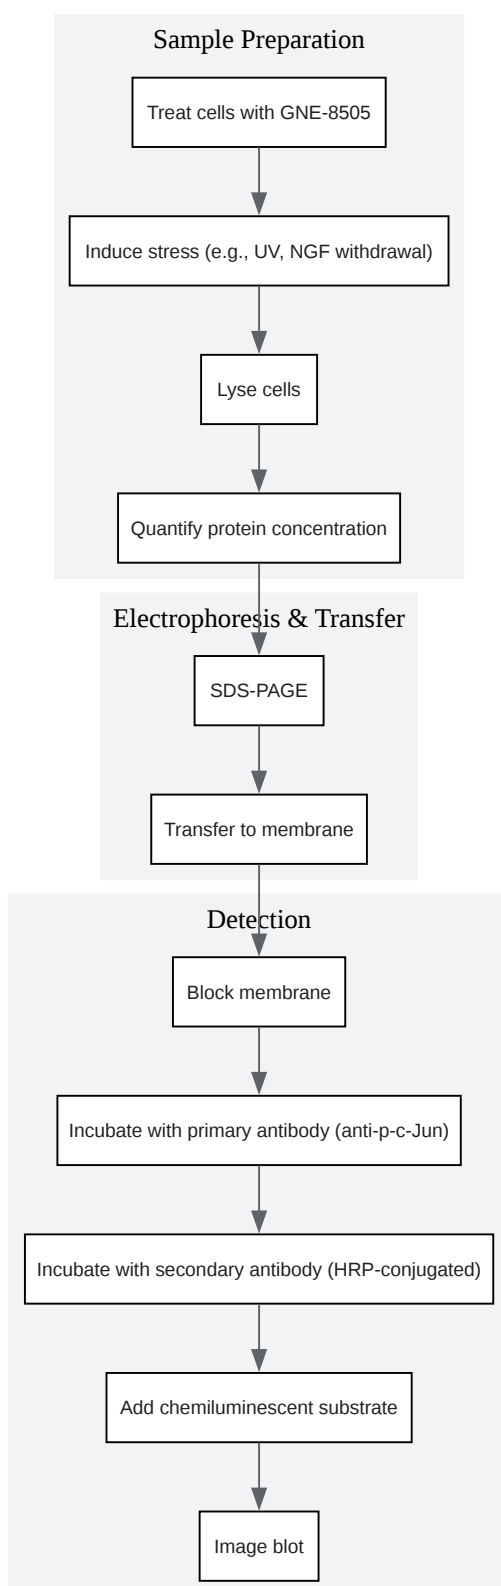 Sample Preparation
Treat cells with GNE-8505
Induce stress (e.g., UV, NGF withdrawal)
Lyse cells
Quantify protein concentration
Electrophoresis & Transfer
SDS-PAGE
Transfer to membrane
Detection
Block membrane
Incubate with primary antibody (anti-p-c-Jun)
Incubate with secondary antibody (HRP-conjugated)
Add chemiluminescent substrate
Image blot